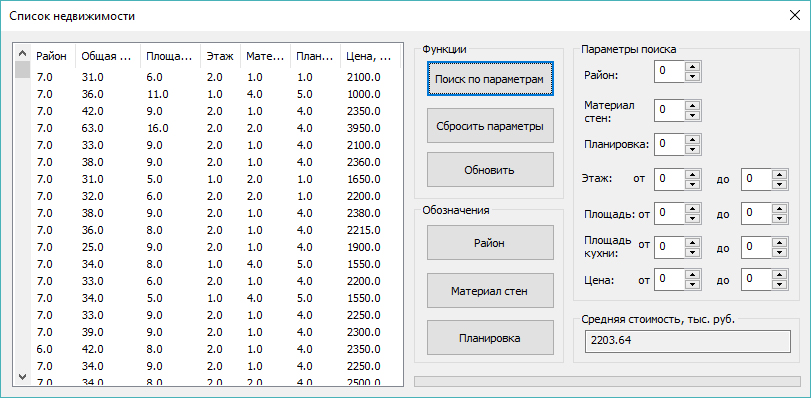 Список недвижимости
Район Общая ... Площа... Этаж Мате... План... Цена, ...
7.0 31.0 6.0 2.0 1.0 1.0 2100.0
7.0 36.0 11.0 1.0 4.0 5.0 1000.0
7.0 42.0 9.0 2.0 1.0 4.0 2350.0
7.0 63.0 16.0 2.0 2.0 4.0 3950.0
7.0 33.0 9.0 2.0 1.0 4.0 2100.0
7.0 38.0 9.0 2.0 1.0 4.0 2360.0
7.0 31.0 5.0 1.0 2.0 1.0 1650.0
7.0 32.0 6.0 2.0 2.0 1.0 2200.0
7.0 38.0 9.0 2.0 1.0 4.0 2380.0
7.0 36.0 8.0 2.0 1.0 4.0 2215.0
7.0 25.0 9.0 2.0 1.0 4.0 1900.0
7.0 34.0 8.0 1.0 4.0 5.0 1550.0
7.0 33.0 6.0 2.0 1.0 4.0 2200.0
7.0 34.0 5.0 1.0 4.0 5.0 1550.0
7.0 33.0 9.0 2.0 1.0 4.0 2250.0
7.0 39.0 9.0 2.0 1.0 4.0 2300.0
6.0 42.0 8.0 2.0 1.0 4.0 2350.0
7.0 34.0 9.0 2.0 1.0 4.0 2250.0
7.0 34.0 8.0 2.0 2.0 4.0 2500.0
Функции
Поиск по параметрам
Сбросить параметры
Обновить
Обозначения
Район
Материал стен
Планировка
Параметры поиска
Район: 0
Материал
стен: 0
Планировка: 0
Этаж: от 0 до 0
Площадь: от 0 до 0
Площадь
кухни: от 0 до 0
Цена: от 0 до 0
Средняя стоимость, тыс. руб.
2203.64